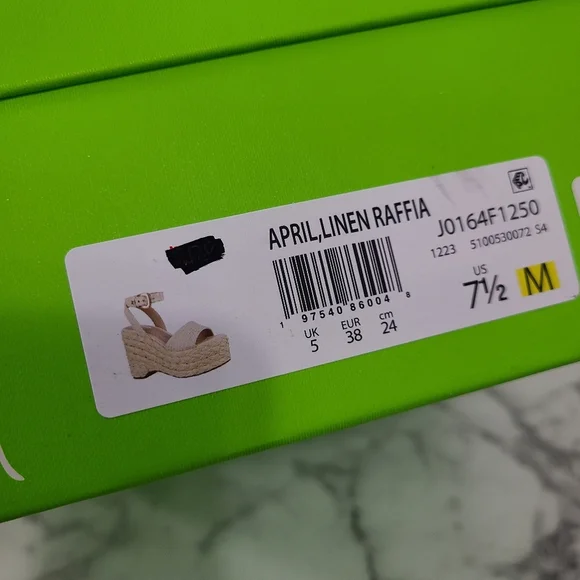 APRIL,LINEN RAFFIA
J0164F1250
1223 5100530072 S4
1 97540 86004 8
UK EUR cm
5 38 24
US
7½ M